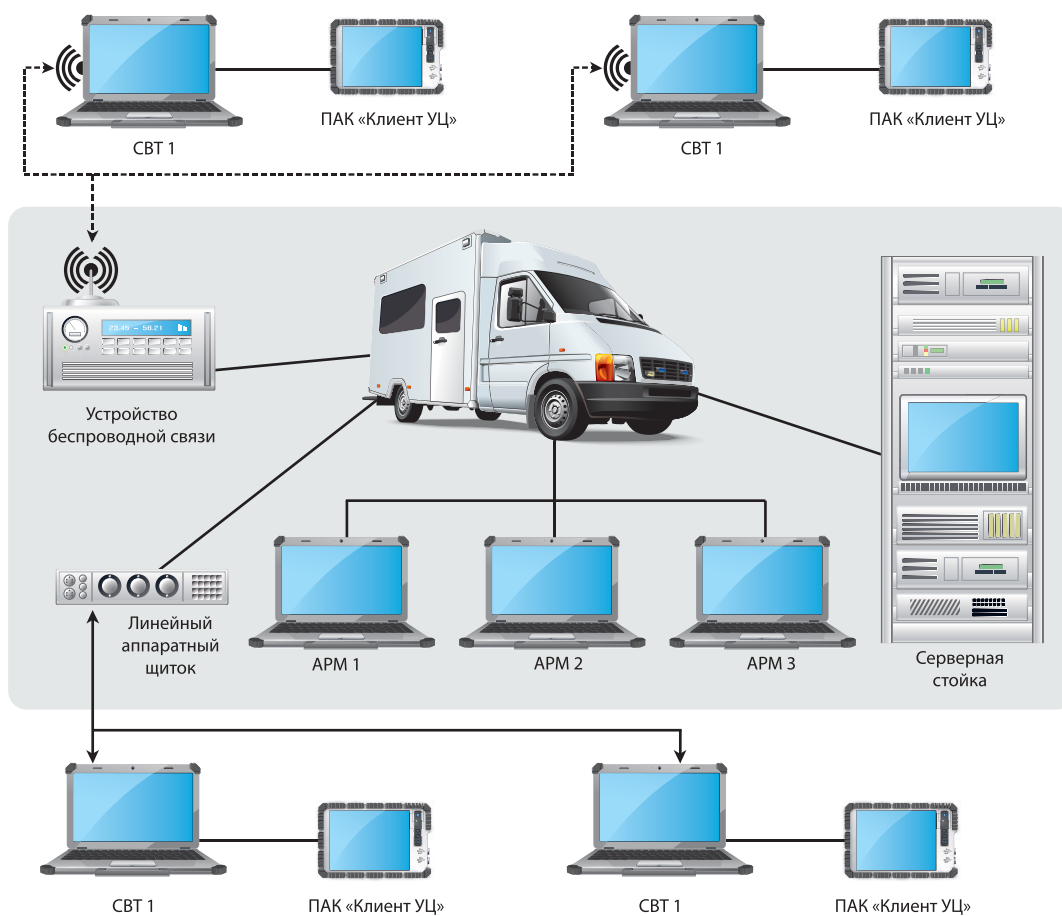 ПАК «Клиент УЦ»
ПАК «Клиент УЦ»
СВТ 1
СВТ 1
23.45 – 56.21
Устройство
беспроводной связи
Линейный
аппаратный
щиток
АРМ 1
АРМ 2
АРМ 3
Серверная
стойка
СВТ 1
ПАК «Клиент УЦ»
СВТ 1
ПАК «Клиент УЦ»